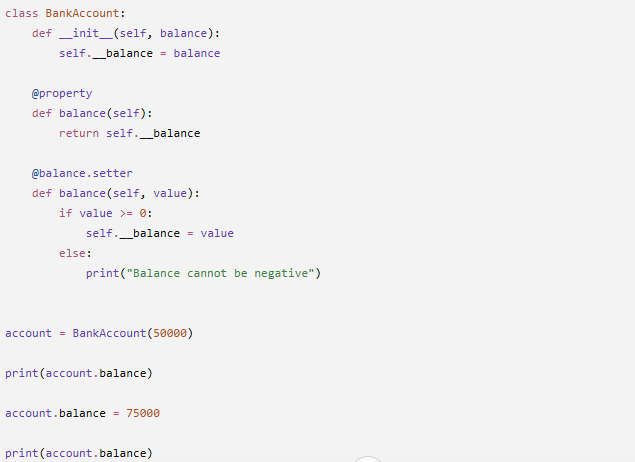 class BankAccount:
    def __init__(self, balance):
        self.__balance = balance

    @property
    def balance(self):
        return self.__balance

    @balance.setter
    def balance(self, value):
        if value >= 0:
            self.__balance = value
        else:
            print("Balance cannot be negative")


account = BankAccount(50000)

print(account.balance)

account.balance = 75000

print(account.balance)